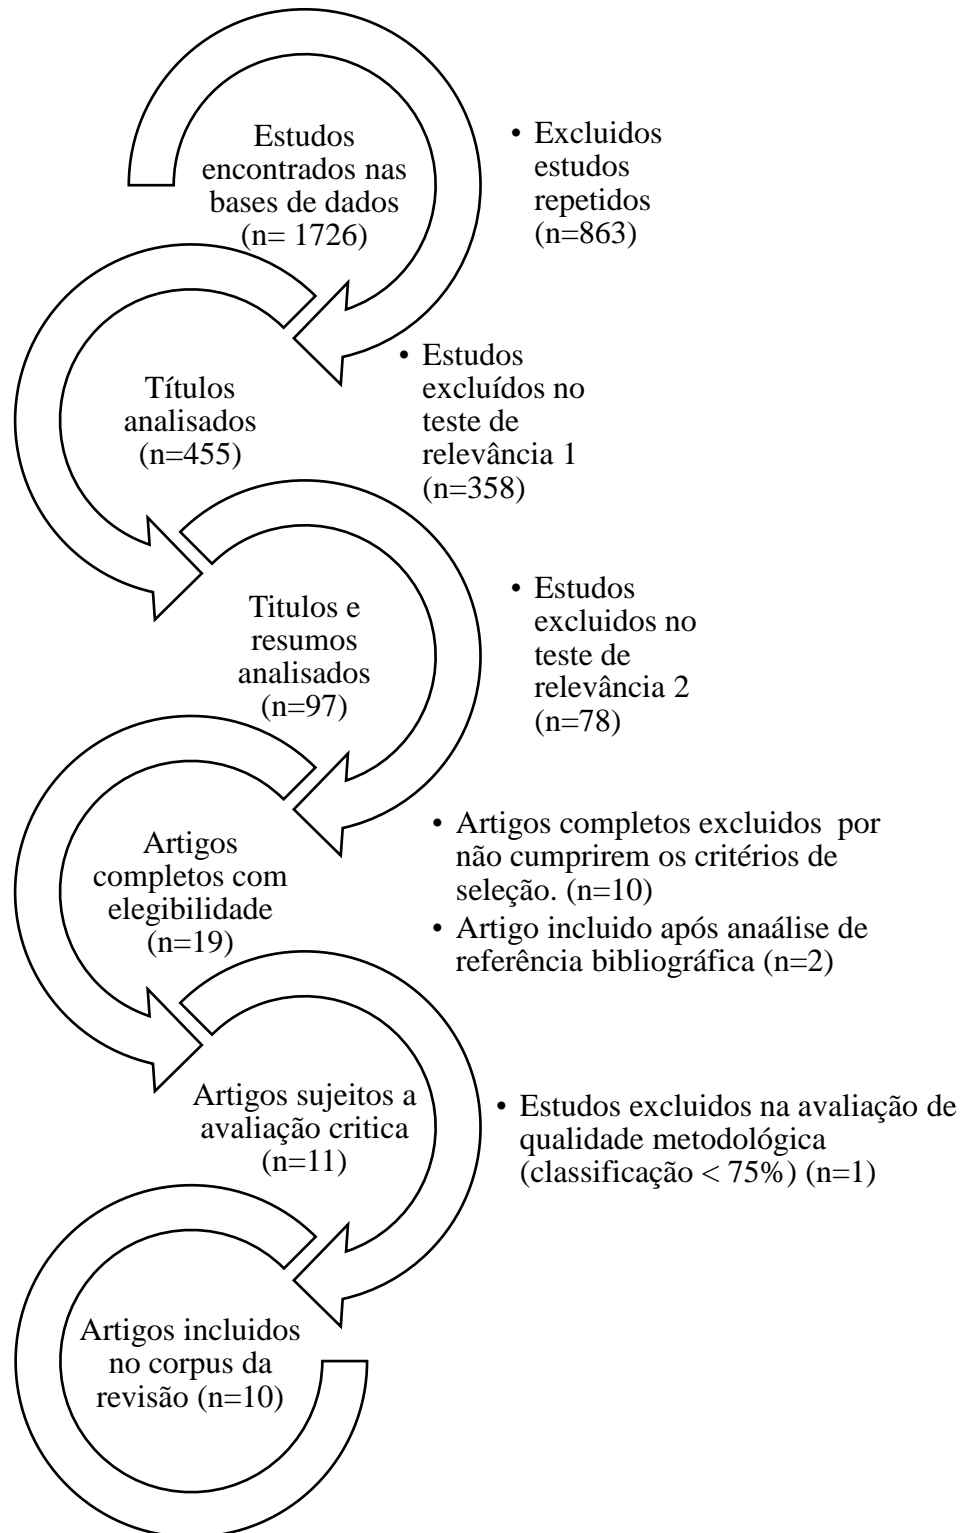 Estudos
encontrados nas
bases de dados
(n= 1726)
• Excluidos
estudos
repetidos
(n=863)
Títulos
analisados
(n=455)
• Estudos
excluídos no
teste de
relevância 1
(n=358)
Titulos e
resumos
analisados
(n=97)
• Estudos
excluidos no
teste de
relevância 2
(n=78)
Artigos
completos com
elegibilidade
(n=19)
• Artigos completos excluidos por
não cumprirem os critérios de
seleção. (n=10)
• Artigo incluido após anaálise de
referência bibliográfica (n=2)
Artigos sujeitos a
avaliação critica
(n=11)
• Estudos excluidos na avaliação de
qualidade metodológica
(classificação < 75%) (n=1)
Artigos incluidos
no corpus da
revisão (n=10)